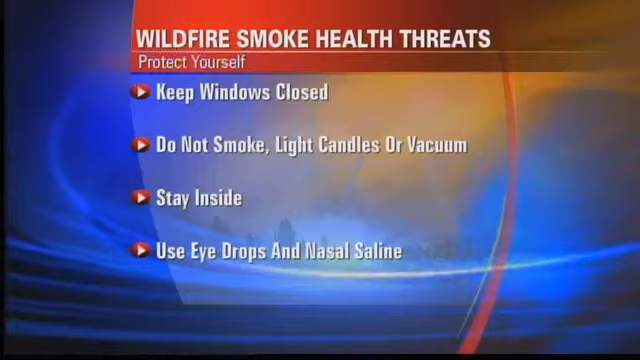 WILDFIRE SMOKE HEALTH THREATS
Protect Yourself
Keep Windows Closed
Do Not Smoke, Light Candles Or Vacuum
Stay Inside
Use Eye Drops And Nasal Saline